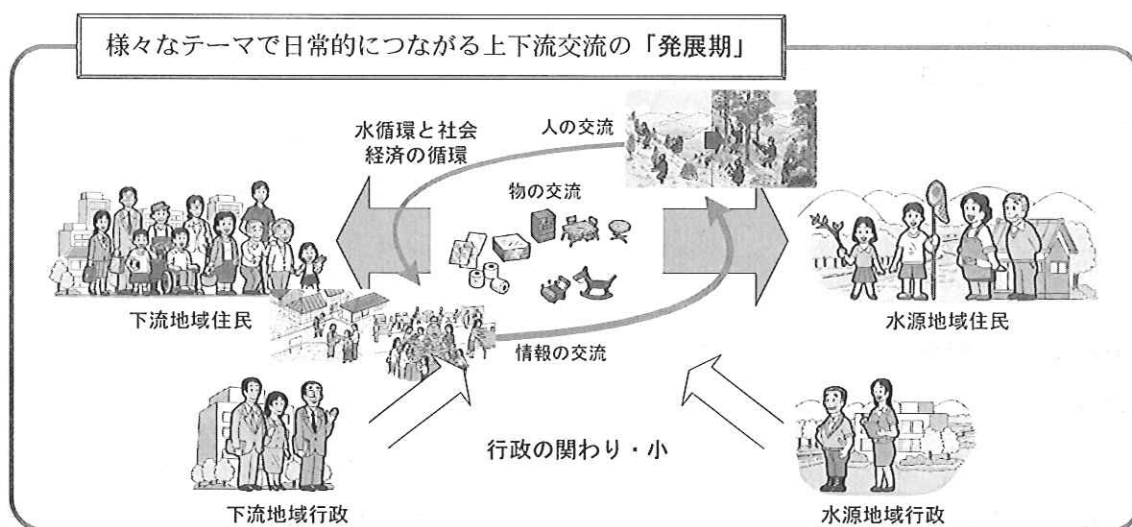 様々なテーマで日常的につながる上下流交流の「発展期」
水循環と社会
経済の循環
人の交流
物の交流
下流地域住民
水源地域住民
情報の交流
行政の関わり・小
下流地域行政
水源地域行政